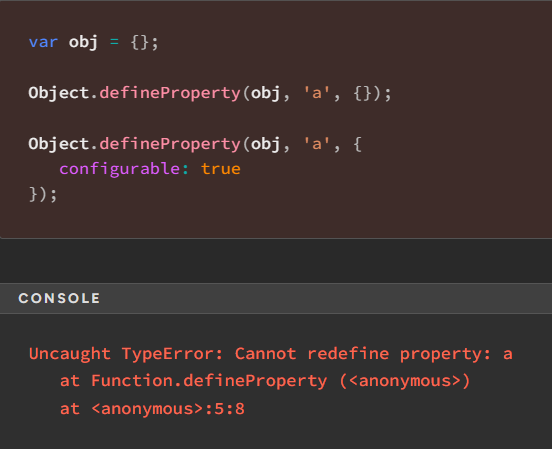 var obj = {};
Object.defineProperty(obj, 'a', {});
Object.defineProperty(obj, 'a', {
configurable: true
});
CONSOLE
Uncaught TypeError: Cannot redefine property: a
at Function.defineProperty (<anonymous>)
at <anonymous>:5:8